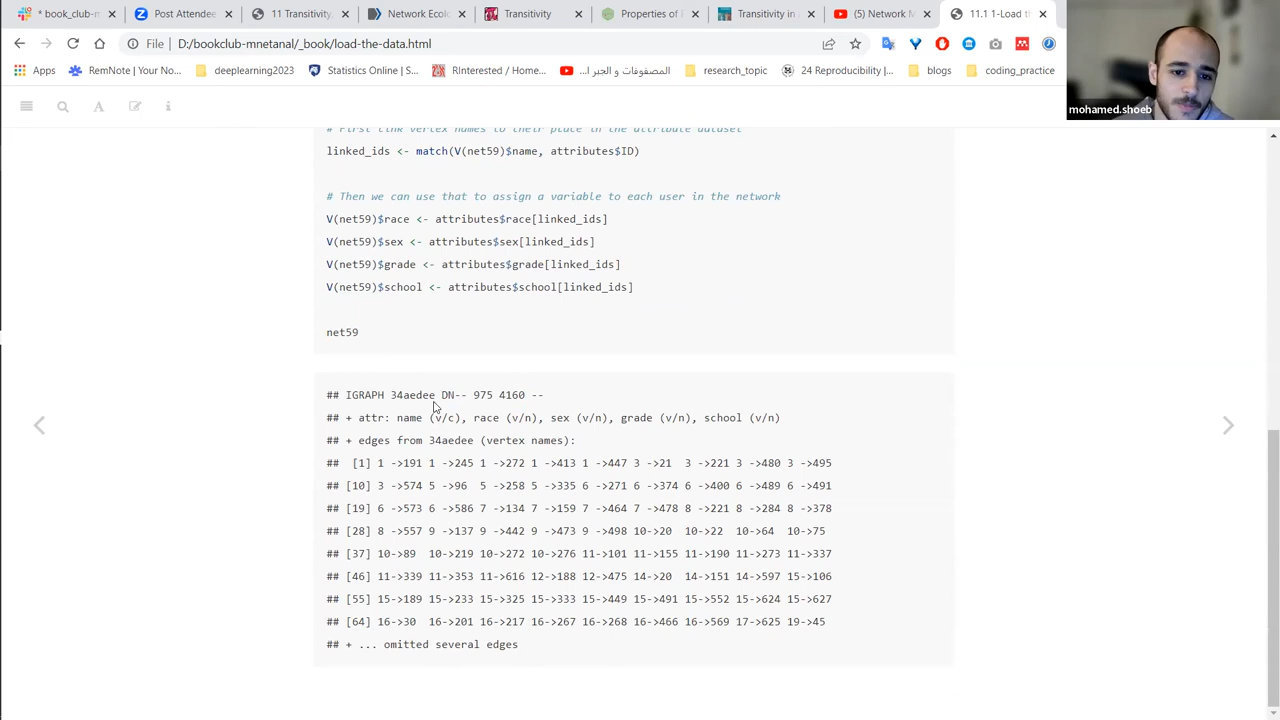 * book_club-m
Post Attendee
11 Transitivity,
Network Ecol
Transitivity
Properties of
Transitivity in
(5) Network M
11.1 1-Load th
File D:/bookclub-mnetanal/_book/load-the-data.html
Apps RemNote | Your No... deeplearning2023 Statistics Online | S... RInterested / Home... المصفوفات و الجبر ا... research_topic 24 Reproducibility |... blogs coding_practice
mohamed.shoeb
# First link vertex names to their place in the attribute dataset
linked_ids <- match(V(net59)$name, attributes$ID)
# Then we can use that to assign a variable to each user in the network
V(net59)$race <- attributes$race[linked_ids]
V(net59)$sex <- attributes$sex[linked_ids]
V(net59)$grade <- attributes$grade[linked_ids]
V(net59)$school <- attributes$school[linked_ids]
net59
## IGRAPH 34aedee DN-- 975 4160 --
## + attr: name (v/c), race (v/n), sex (v/n), grade (v/n), school (v/n)
## + edges from 34aedee (vertex names):
## [1] 1 ->191 1 ->245 1 ->272 1 ->413 1 ->447 3 ->21 3 ->221 3 ->480 3 ->495
## [10] 3 ->574 5 ->96 5 ->258 5 ->335 6 ->271 6 ->374 6 ->400 6 ->489 6 ->491
## [19] 6 ->573 6 ->586 7 ->134 7 ->159 7 ->464 7 ->478 8 ->221 8 ->284 8 ->378
## [28] 8 ->557 9 ->137 9 ->442 9 ->473 9 ->498 10->20 10->22 10->64 10->75
## [37] 10->89 10->219 10->272 10->276 11->101 11->155 11->190 11->273 11->337
## [46] 11->339 11->353 11->616 12->188 12->475 14->20 14->151 14->597 15->106
## [55] 15->189 15->233 15->325 15->333 15->449 15->491 15->552 15->624 15->627
## [64] 16->30 16->201 16->217 16->267 16->268 16->466 16->569 17->625 19->45
## + ... omitted several edges